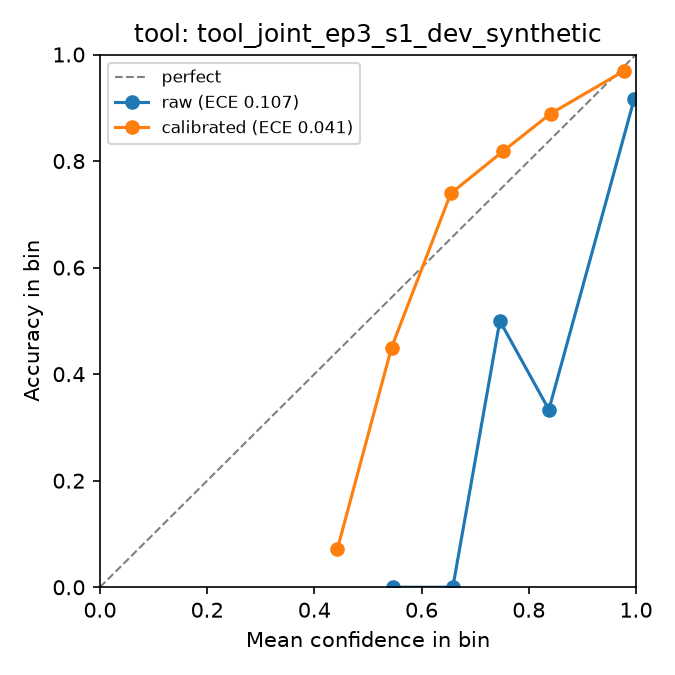 tool: tool_joint_ep3_s1_dev_synthetic
perfect
raw (ECE 0.107)
calibrated (ECE 0.041)
1.0
0.8
0.6
0.4
0.2
0.0
Accuracy in bin
0.0 0.2 0.4 0.6 0.8 1.0
Mean confidence in bin